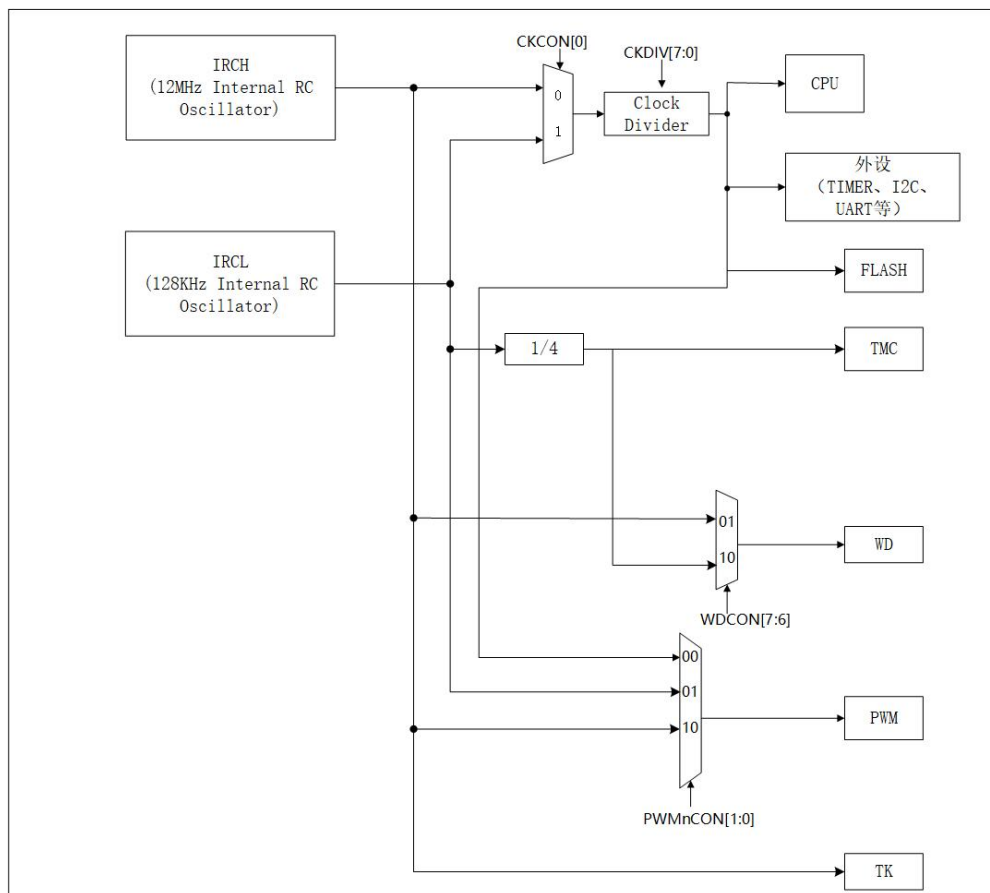 CKCON[0]
CKDIV[7:0]
IRCH
(12MHz Internal RC
Oscillator)
0
1
Clock
Divider
CPU
外设
（TIMER、I2C、
UART等）
IRCL
(128KHz Internal RC
Oscillator)
FLASH
1/4
TMC
01
10
WD
WDCON[7:6]
00
01
10
PWM
PWMnCON[1:0]
TK